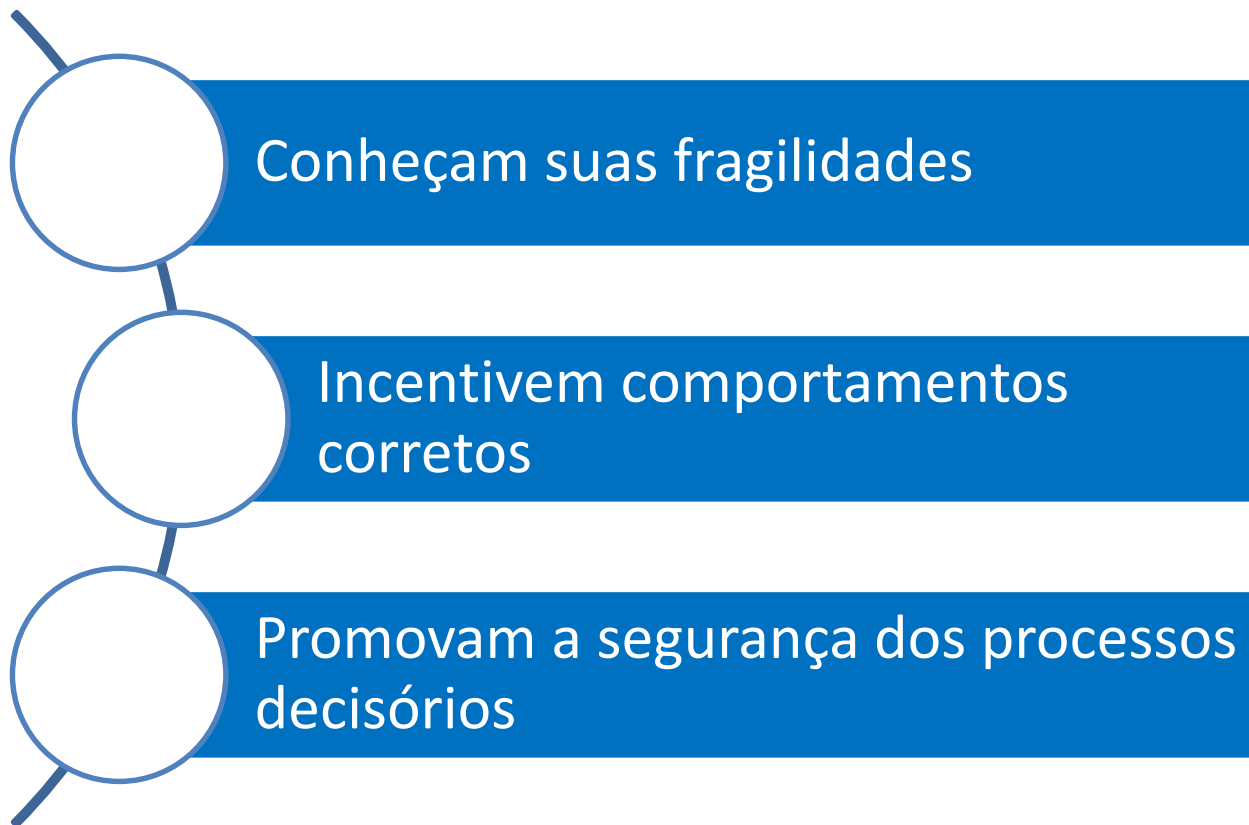 Conheçam suas fragilidades
Incentivem comportamentos
corretos
Promovam a segurança dos processos
decisórios